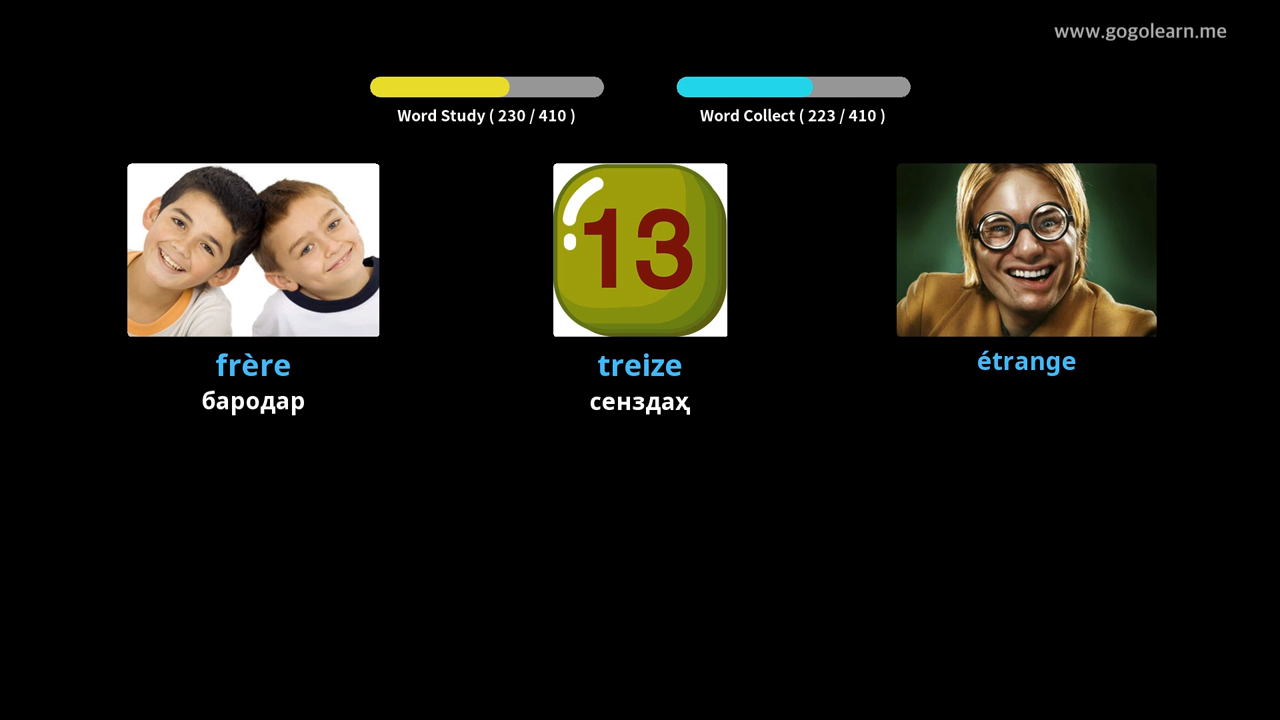 www.gogolearn.me
Word Study ( 230 / 410 )
Word Collect ( 223 / 410 )
13
frère
treize
étrange
бародар
сенздаҳ